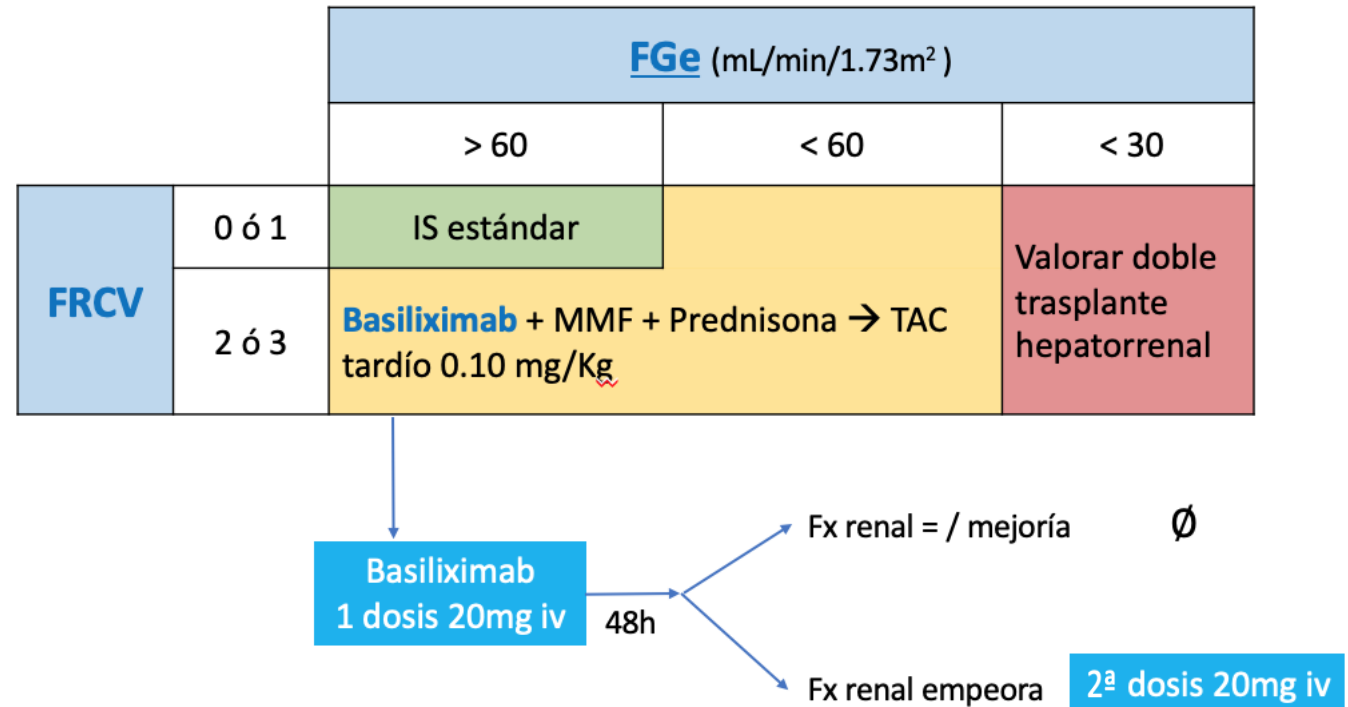 FGe (mL/min/1.73m² )
> 60
< 60
< 30
FRCV
0 ó 1
IS estándar
2 ó 3
Basiliximab + MMF + Prednisona → TAC
tardío 0.10 mg/Kg
Valorar doble
trasplante
hepatorrenal
Basiliximab
1 dosis 20mg iv
48h
Fx renal = / mejoría
Ø
Fx renal empeora
2ª dosis 20mg iv